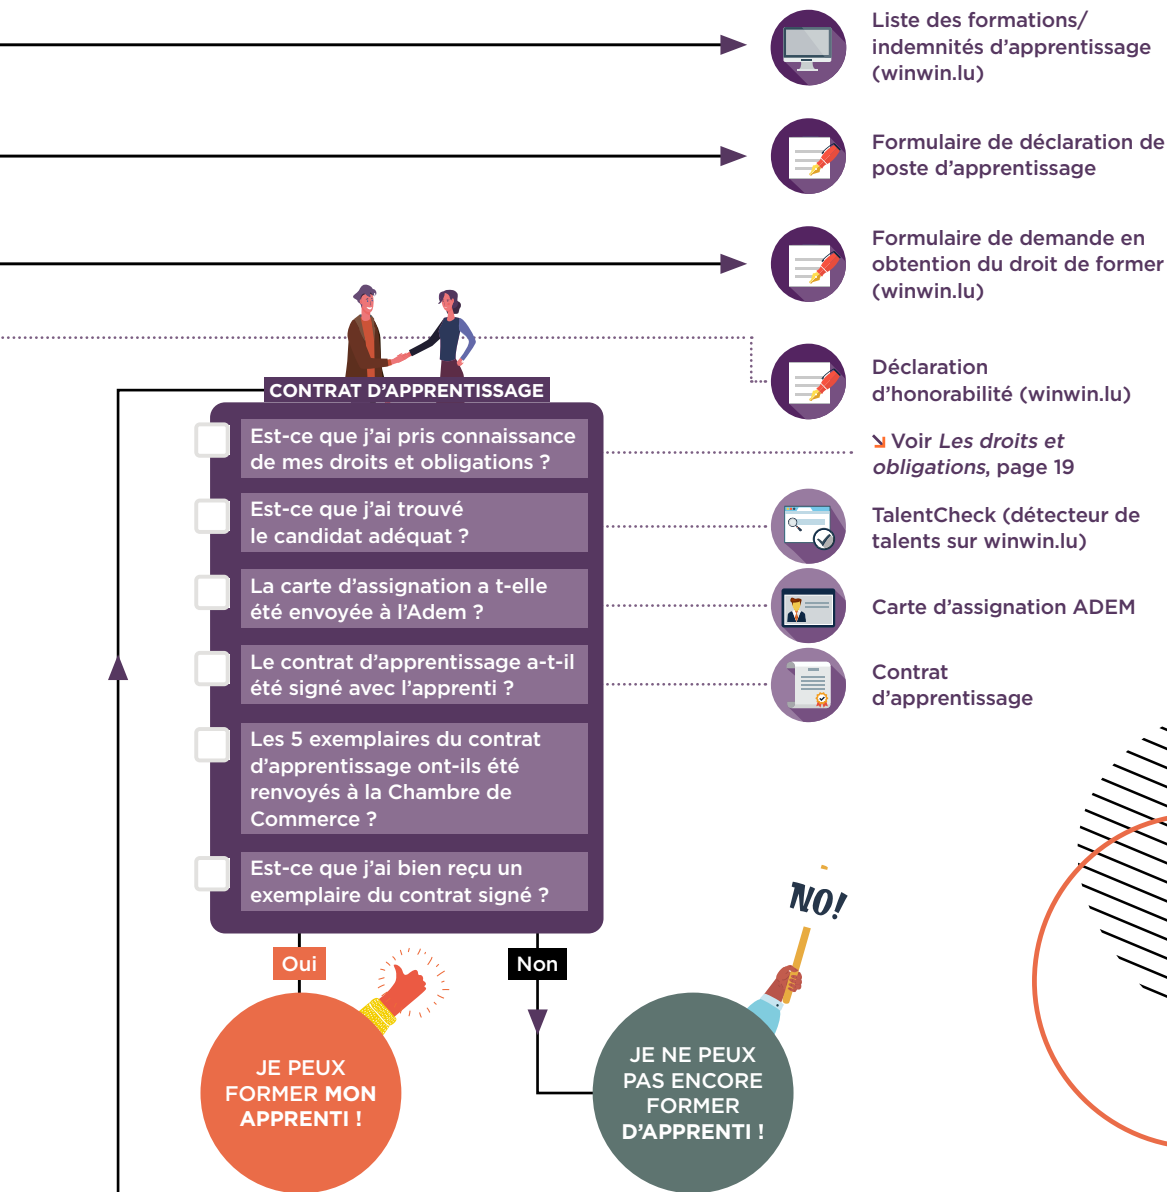 Liste des formations/
indemnités d’apprentissage
(winwin.lu)
Formulaire de déclaration de
poste d’apprentissage
Formulaire de demande en
obtention du droit de former
(winwin.lu)
Déclaration
d’honorabilité (winwin.lu)
CONTRAT D’APPRENTISSAGE
Est-ce que j’ai pris connaissance
de mes droits et obligations ?
Voir Les droits et
obligations, page 19
Est-ce que j’ai trouvé
le candidat adéquat ?
TalentCheck (détecteur de
talents sur winwin.lu)
La carte d’assignation a t-elle
été envoyée à l’Adem ?
Carte d’assignation ADEM
Le contrat d’apprentissage a-t-il
été signé avec l’apprenti ?
Contrat
d’apprentissage
Les 5 exemplaires du contrat
d’apprentissage ont-ils été
renvoyés à la Chambre de
Commerce ?
Est-ce que j’ai bien reçu un
exemplaire du contrat signé ?
NO!
Oui
Non
JE PEUX
FORMER MON
APPRENTI !
JE NE PEUX
PAS ENCORE
FORMER
D’APPRENTI !